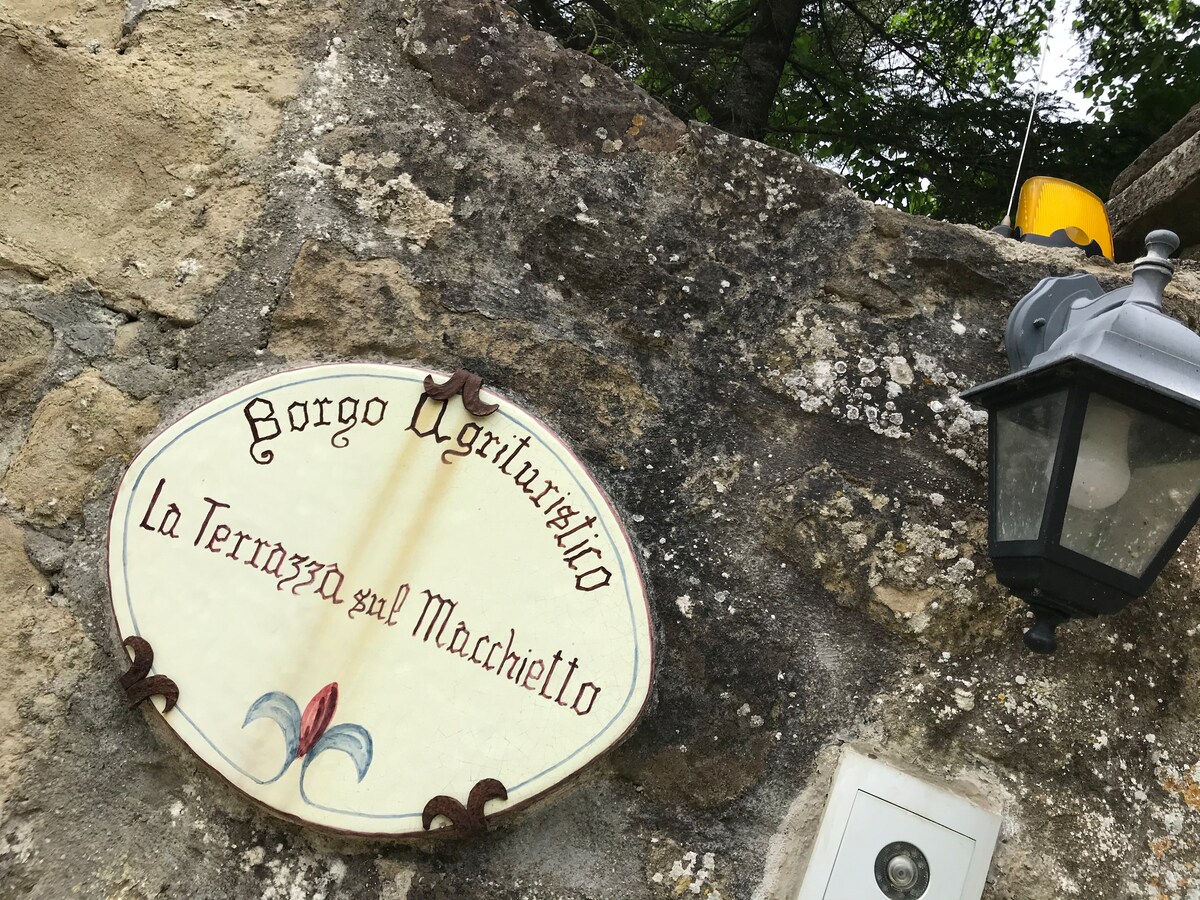 Borgo Agrituristico
La Terrazza sul Macchietto